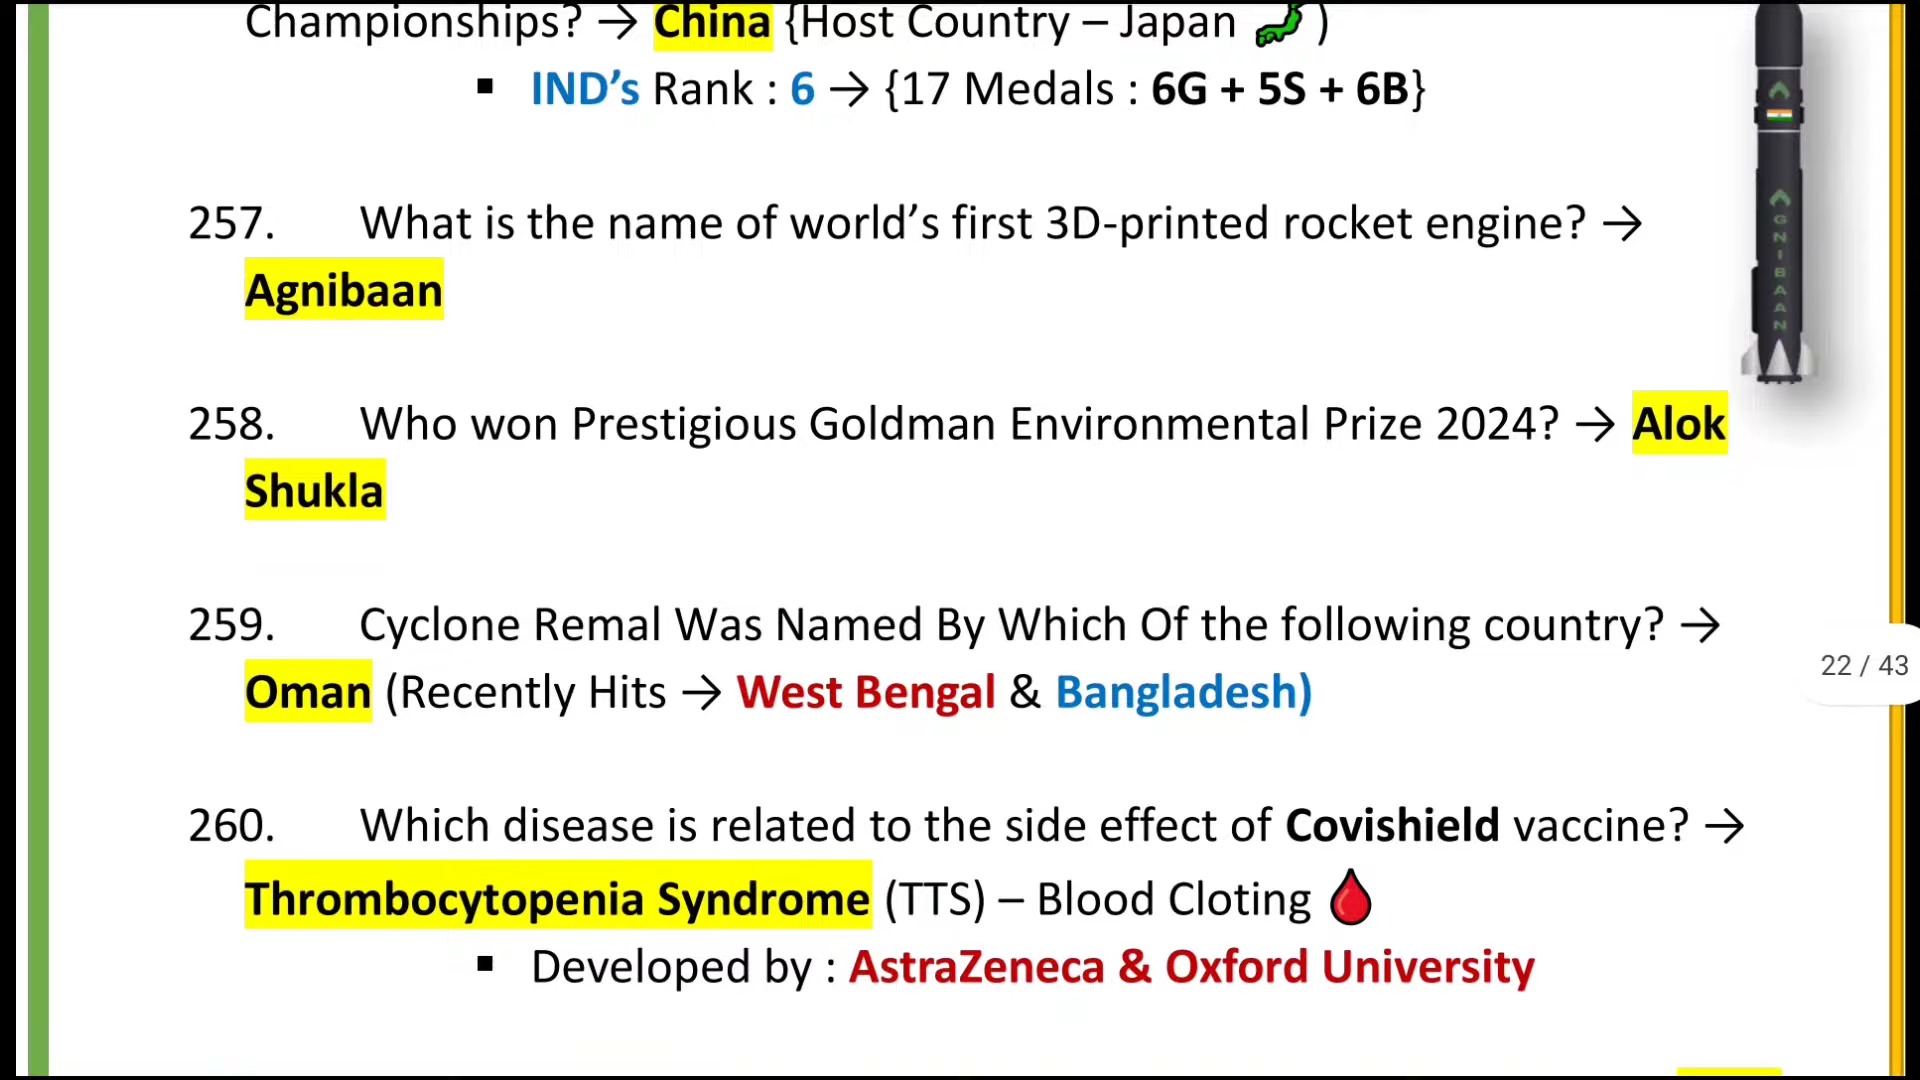 Championships? → China {Host Country – Japan )
▪ IND’s Rank : 6 → {17 Medals : 6G + 5S + 6B}
257. What is the name of world’s first 3D-printed rocket engine? →
Agnibaan
AGNIBAAN
258. Who won Prestigious Goldman Environmental Prize 2024? → Alok
Shukla
259. Cyclone Remal Was Named By Which Of the following country? →
Oman (Recently Hits → West Bengal & Bangladesh)
22 / 43
260. Which disease is related to the side effect of Covishield vaccine? →
Thrombocytopenia Syndrome (TTS) – Blood Cloting
▪ Developed by : AstraZeneca & Oxford University